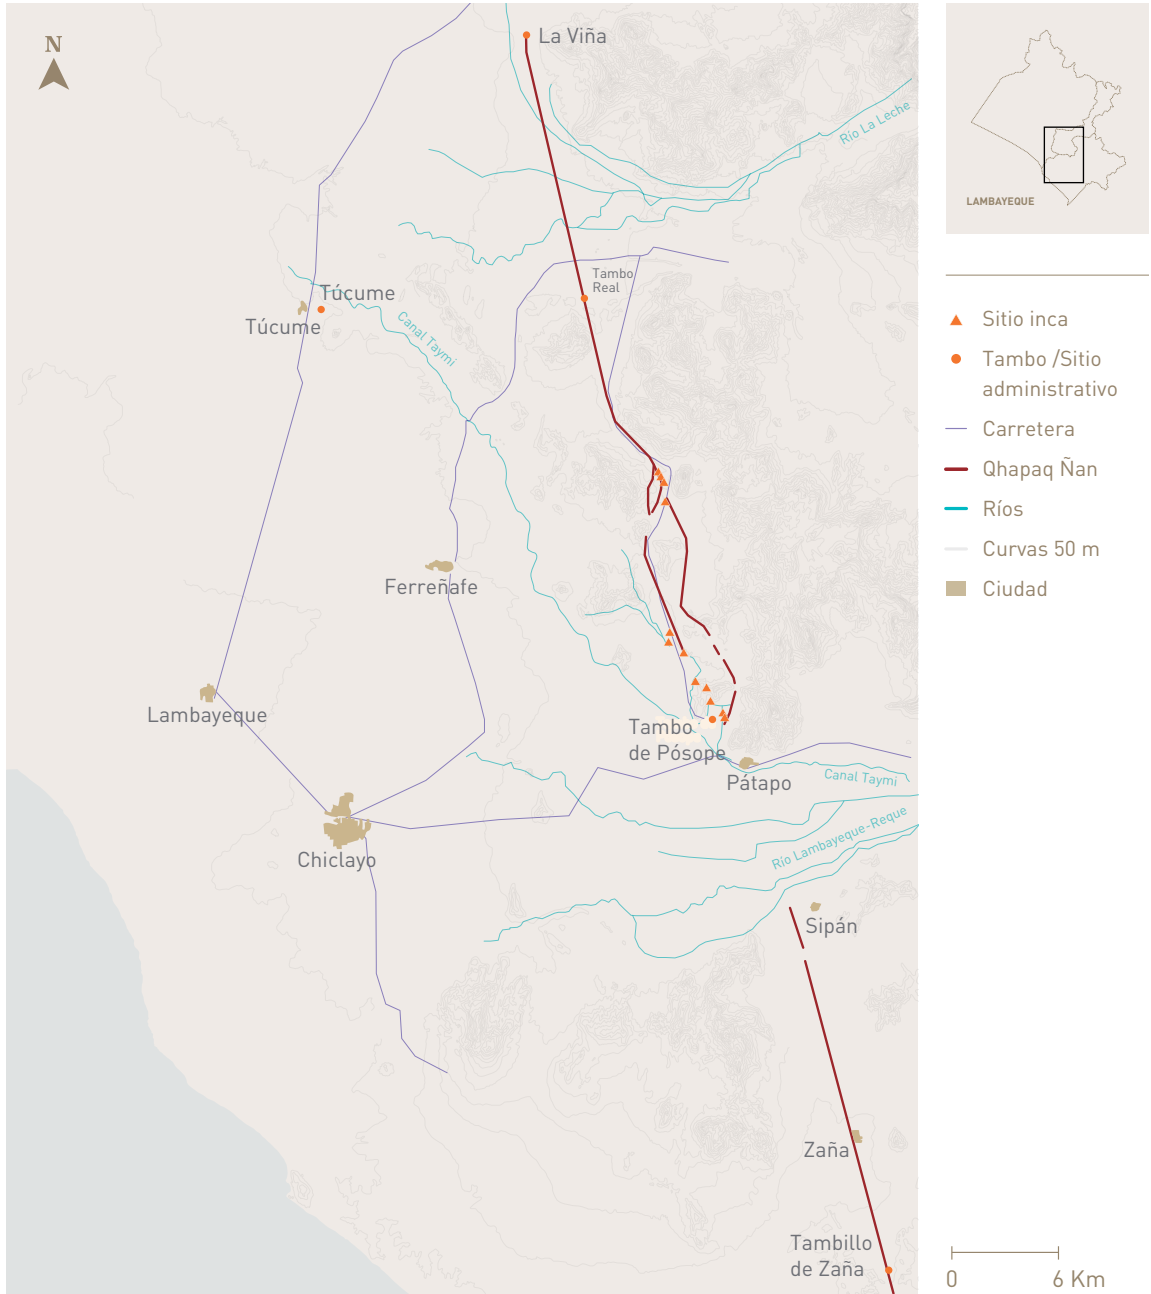 N
La Viña
Río La Leche
Tambo
Real
Túcume
Túcume
Canal Taymi
Ferreñafe
Lambayeque
Tambo
de Pósope
Pátapo
Canal Taymi
Río Lambayeque-Reque
Chiclayo
Sipán
Zaña
Tambillo
de Zaña
LAMBAYEQUE
Sitio inca
Tambo /Sitio
administrativo
Carretera
Qhapaq Ñan
Ríos
Curvas 50 m
Ciudad
0 6 Km